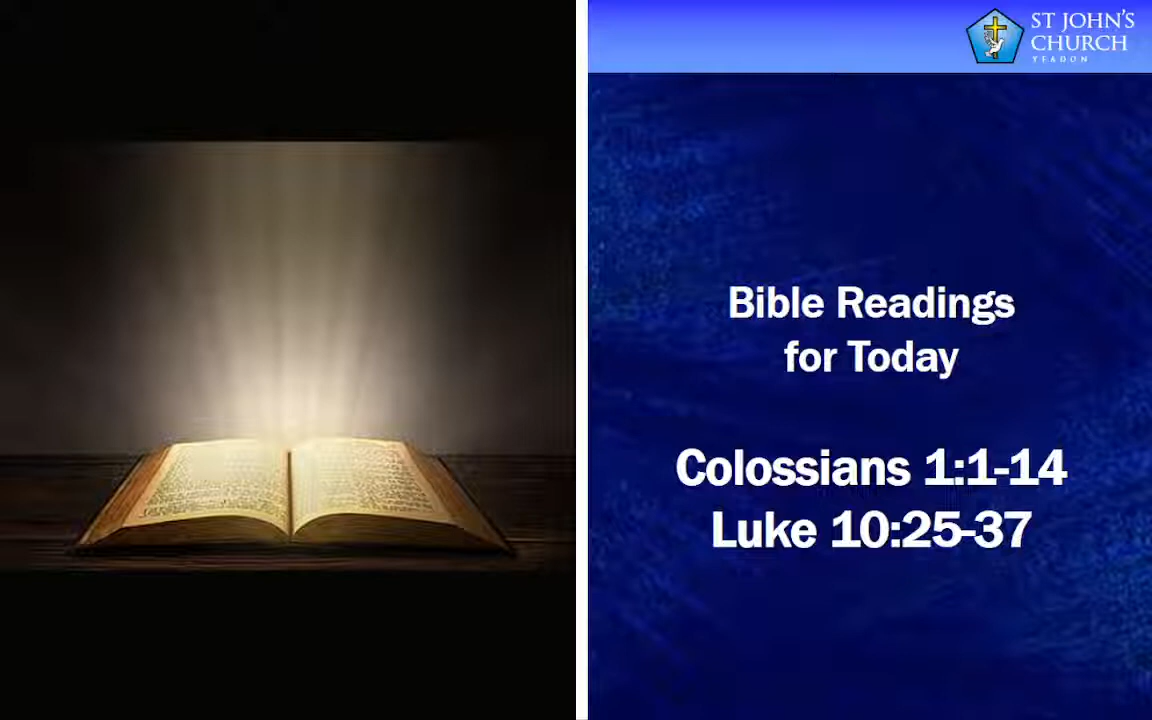 ST JOHN'S
CHURCH
YEADON
Bible Readings
for Today
Colossians 1:1-14
Luke 10:25-37